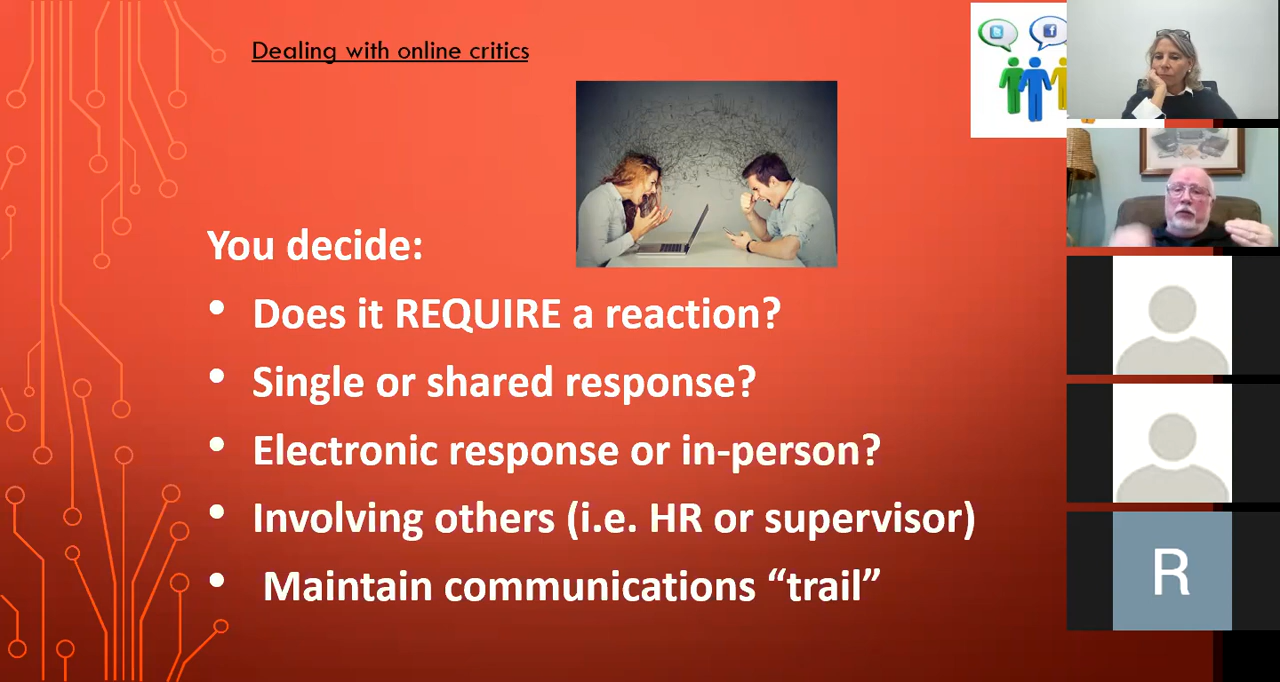 Dealing with online critics
You decide:
• Does it REQUIRE a reaction?
• Single or shared response?
• Electronic response or in-person?
• Involving others (i.e. HR or supervisor)
• Maintain communications “trail”
R